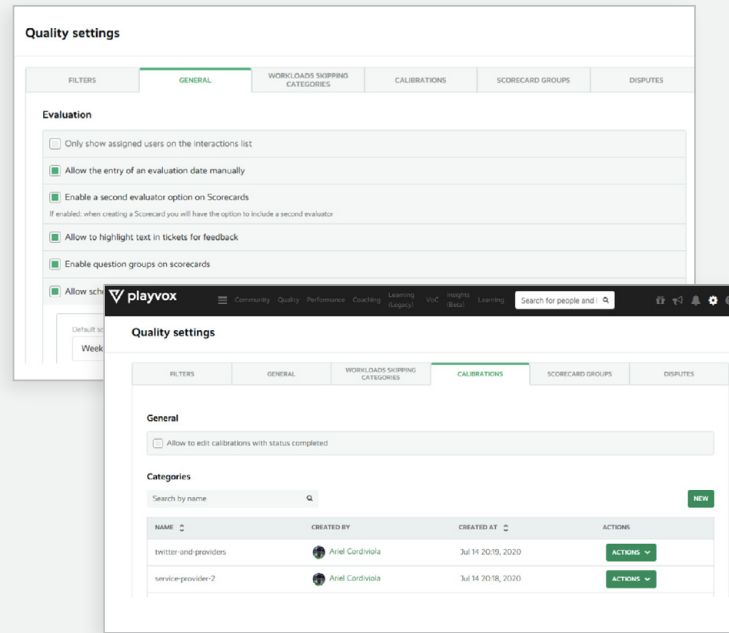 Quality settings
FILTERS
GENERAL
WORKLOADS SKIPPING
CATEGORIES
CALIBRATIONS
SCORECARD GROUPS
DISPUTES
Evaluation
Only show assigned users on the interactions list
Allow the entry of an evaluation date manually
Enable a second evaluator option on Scorecards
If enabled: when creating a Scorecard you will have the option to include a second evaluator
Allow to highlight text in tickets for feedback
Enable question groups on scorecards
Allow sch
Default sc
Week
playvox
Community Quality Performance Coaching Learning (Legacy) VoC Insights (Beta) Learning
Search for people and l
Quality settings
FILTERS
GENERAL
WORKLOADS SKIPPING
CATEGORIES
CALIBRATIONS
SCORECARD GROUPS
DISPUTES
General
Allow to edit calibrations with status completed
Categories
Search by name
NEW
NAME CREATED BY CREATED AT ACTIONS
twitter-and-providers Ariel Cordiviola Jul 14 20:19, 2020 ACTIONS
service-provider-2 Ariel Cordiviola Jul 14 20:18, 2020 ACTIONS